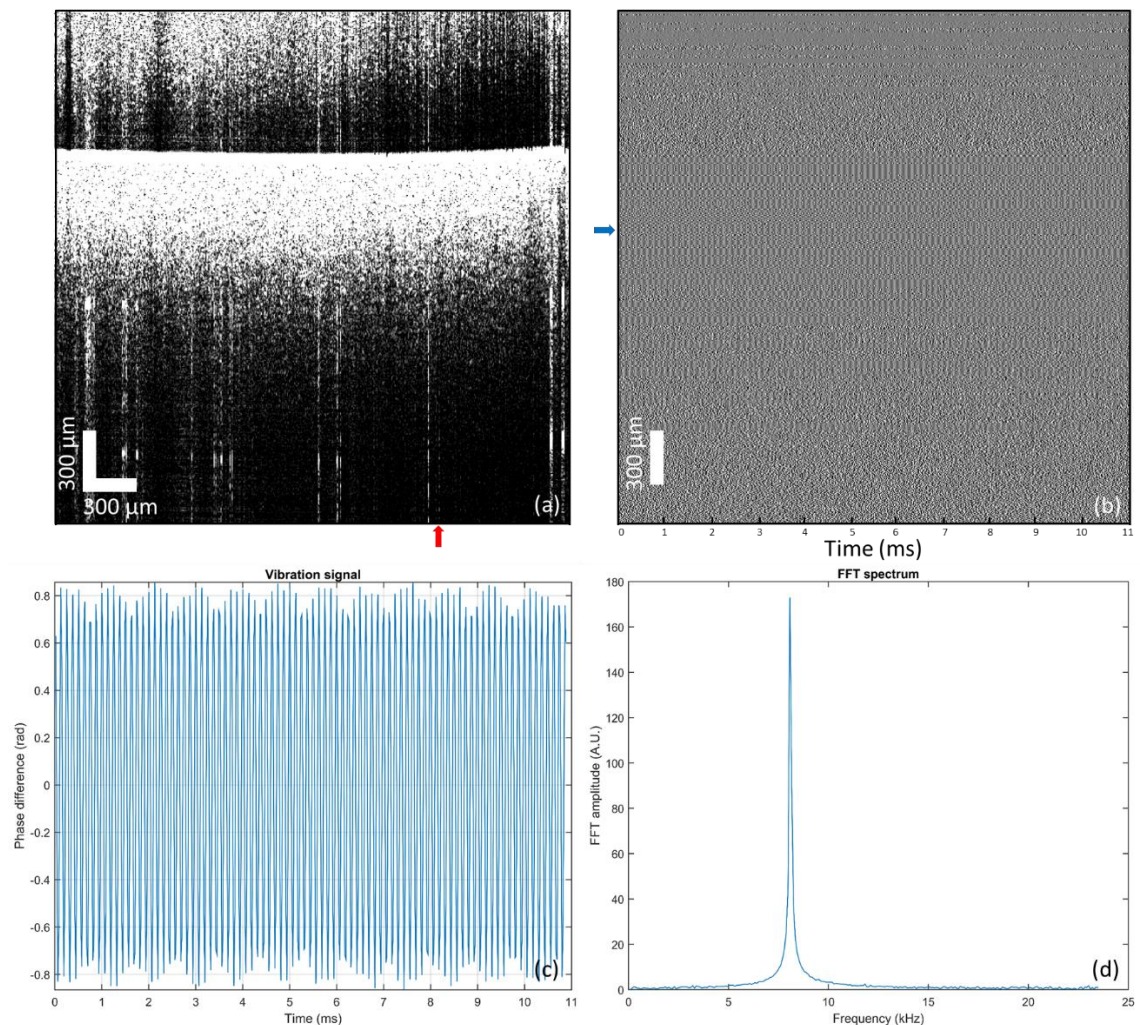 300 µm
300 µm
(a)
(b)
300 µm
0 1 2 3 4 5 6 7 8 9 10 11
Time (ms)
Vibration signal
0.8
0.6
0.4
0.2
0
-0.2
-0.4
-0.6
-0.8
Phase difference (rad)
(c)
0 1 2 3 4 5 6 7 8 9 10 11
Time (ms)
FFT spectrum
180
160
140
120
100
80
60
40
20
0
FFT amplitude (A.U.)
(d)
0 5 10 15 20 25
Frequency (kHz)